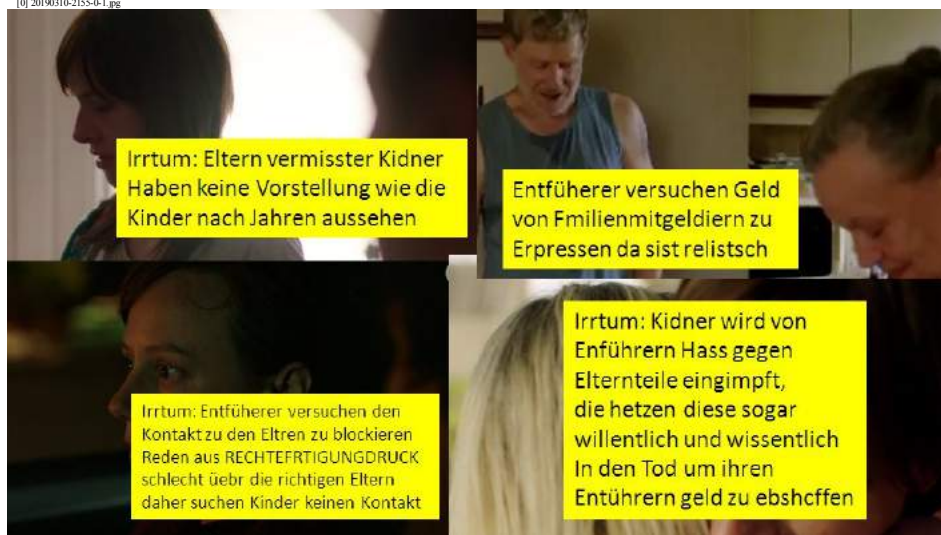 [0] 20190310-2155-0-1.jpg
Irrtum: Eltern vermisster Kidner
Haben keine Vorstellung wie die
Kinder nach Jahren aussehen
Entfüherer versuchen Geld
von Fmilienmitgeldiern zu
Erpressen da sist relistsch
Irrtum: Entfüherer versuchen den
Kontakt zu den Eltren zu blockieren
Reden aus RECHTEFRTIGUNGDRUCK
schlecht üebr die richtigen Eltern
daher suchen Kinder keinen Kontakt
Irrtum: Kidner wird von
Enführern Hass gegen
Elternteile eingimpft,
die hetzen diese sogar
willentlich und wissentlich
In den Tod um ihren
Entührern geld zu ebshcffen